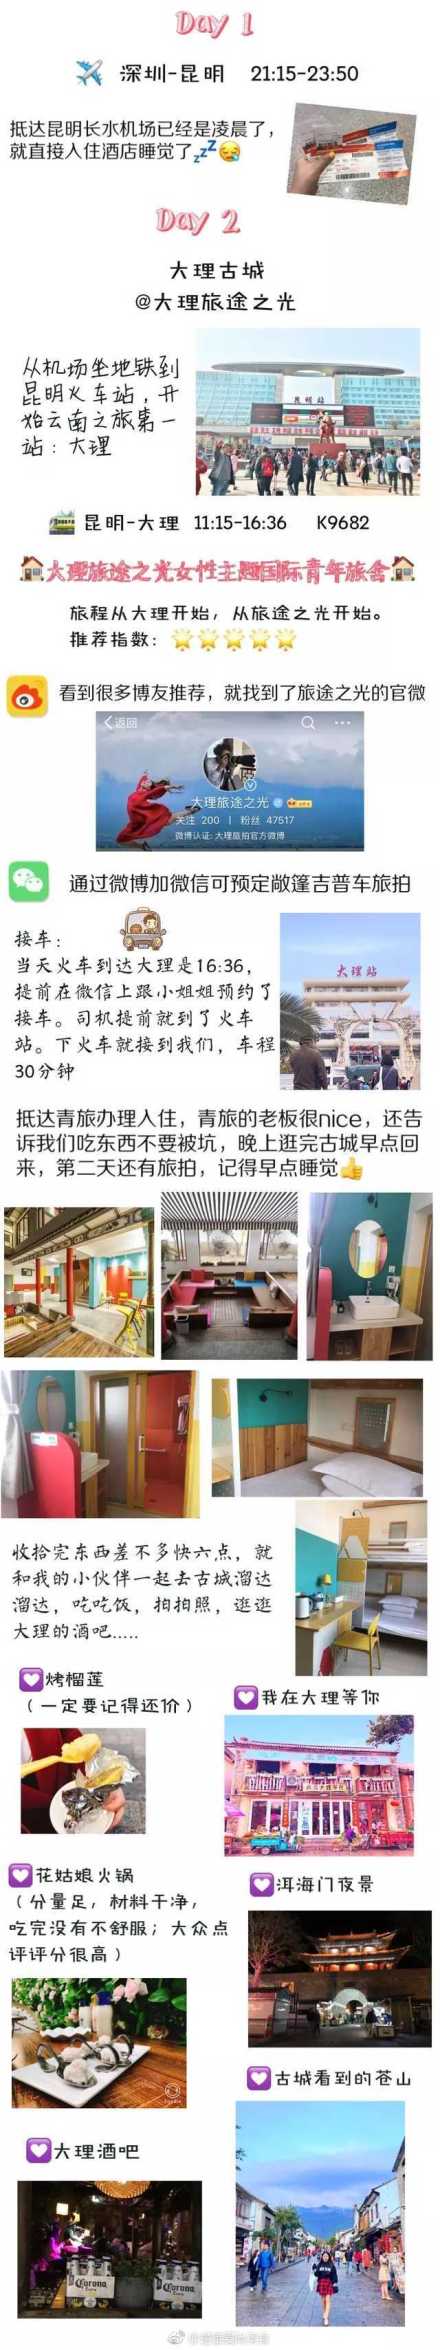 Day 1
深圳-昆明 21:15-23:50
抵达昆明长水机场已经是凌晨了，
就直接入住酒店睡觉了
Day 2
大理古城
@大理旅途之光
从机场坐地铁到
昆明火车站，开
始云南之旅第一
站：大理
昆明站
昆明-大理 11:15-16:36 K9682
大理旅途之光女性主题国际青年旅舍
旅程从大理开始，从旅途之光开始。
推荐指数：
看到很多博友推荐，就找到了旅途之光的官微
返回
大理旅途之光
关注 200 | 粉丝 47517
微博认证：大理旅拍官方微博
通过微博加微信可预定敞篷吉普车旅拍
接车：
当天火车到达大理是16:36，
提前在微信上跟小姐姐预约了
接车。司机提前就到了火车
站。下火车就接到我们，车程
30分钟
大理站
抵达青旅办理入住，青旅的老板很nice，还告
诉我们吃东西不要被坑，晚上逛完古城早点回
来，第二天还有旅拍，记得早点睡觉
收拾完东西差不多快六点，就
和我的小伙伴一起去古城溜达
溜达，吃吃饭，拍拍照，逛逛
大理的酒吧.....
烤榴莲
（一定要记得还价）
我在大理等你
花姑娘火锅
（分量足，材料干净，
吃完没有不舒服；大众点
评评分很高）
洱海门夜景
古城看到的苍山
大理酒吧
Corona
Corona